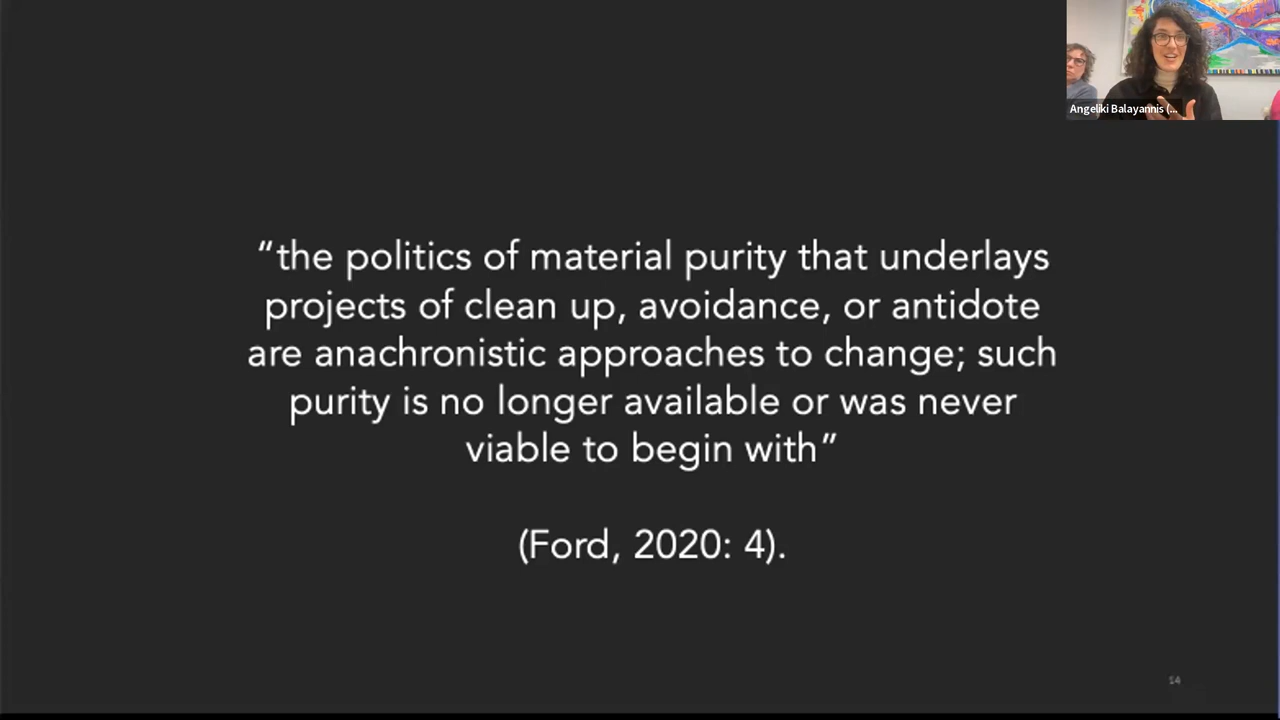 Angeliki Balayannis (...
“the politics of material purity that underlays
projects of clean up, avoidance, or antidote
are anachronistic approaches to change; such
purity is no longer available or was never
viable to begin with”
(Ford, 2020: 4).